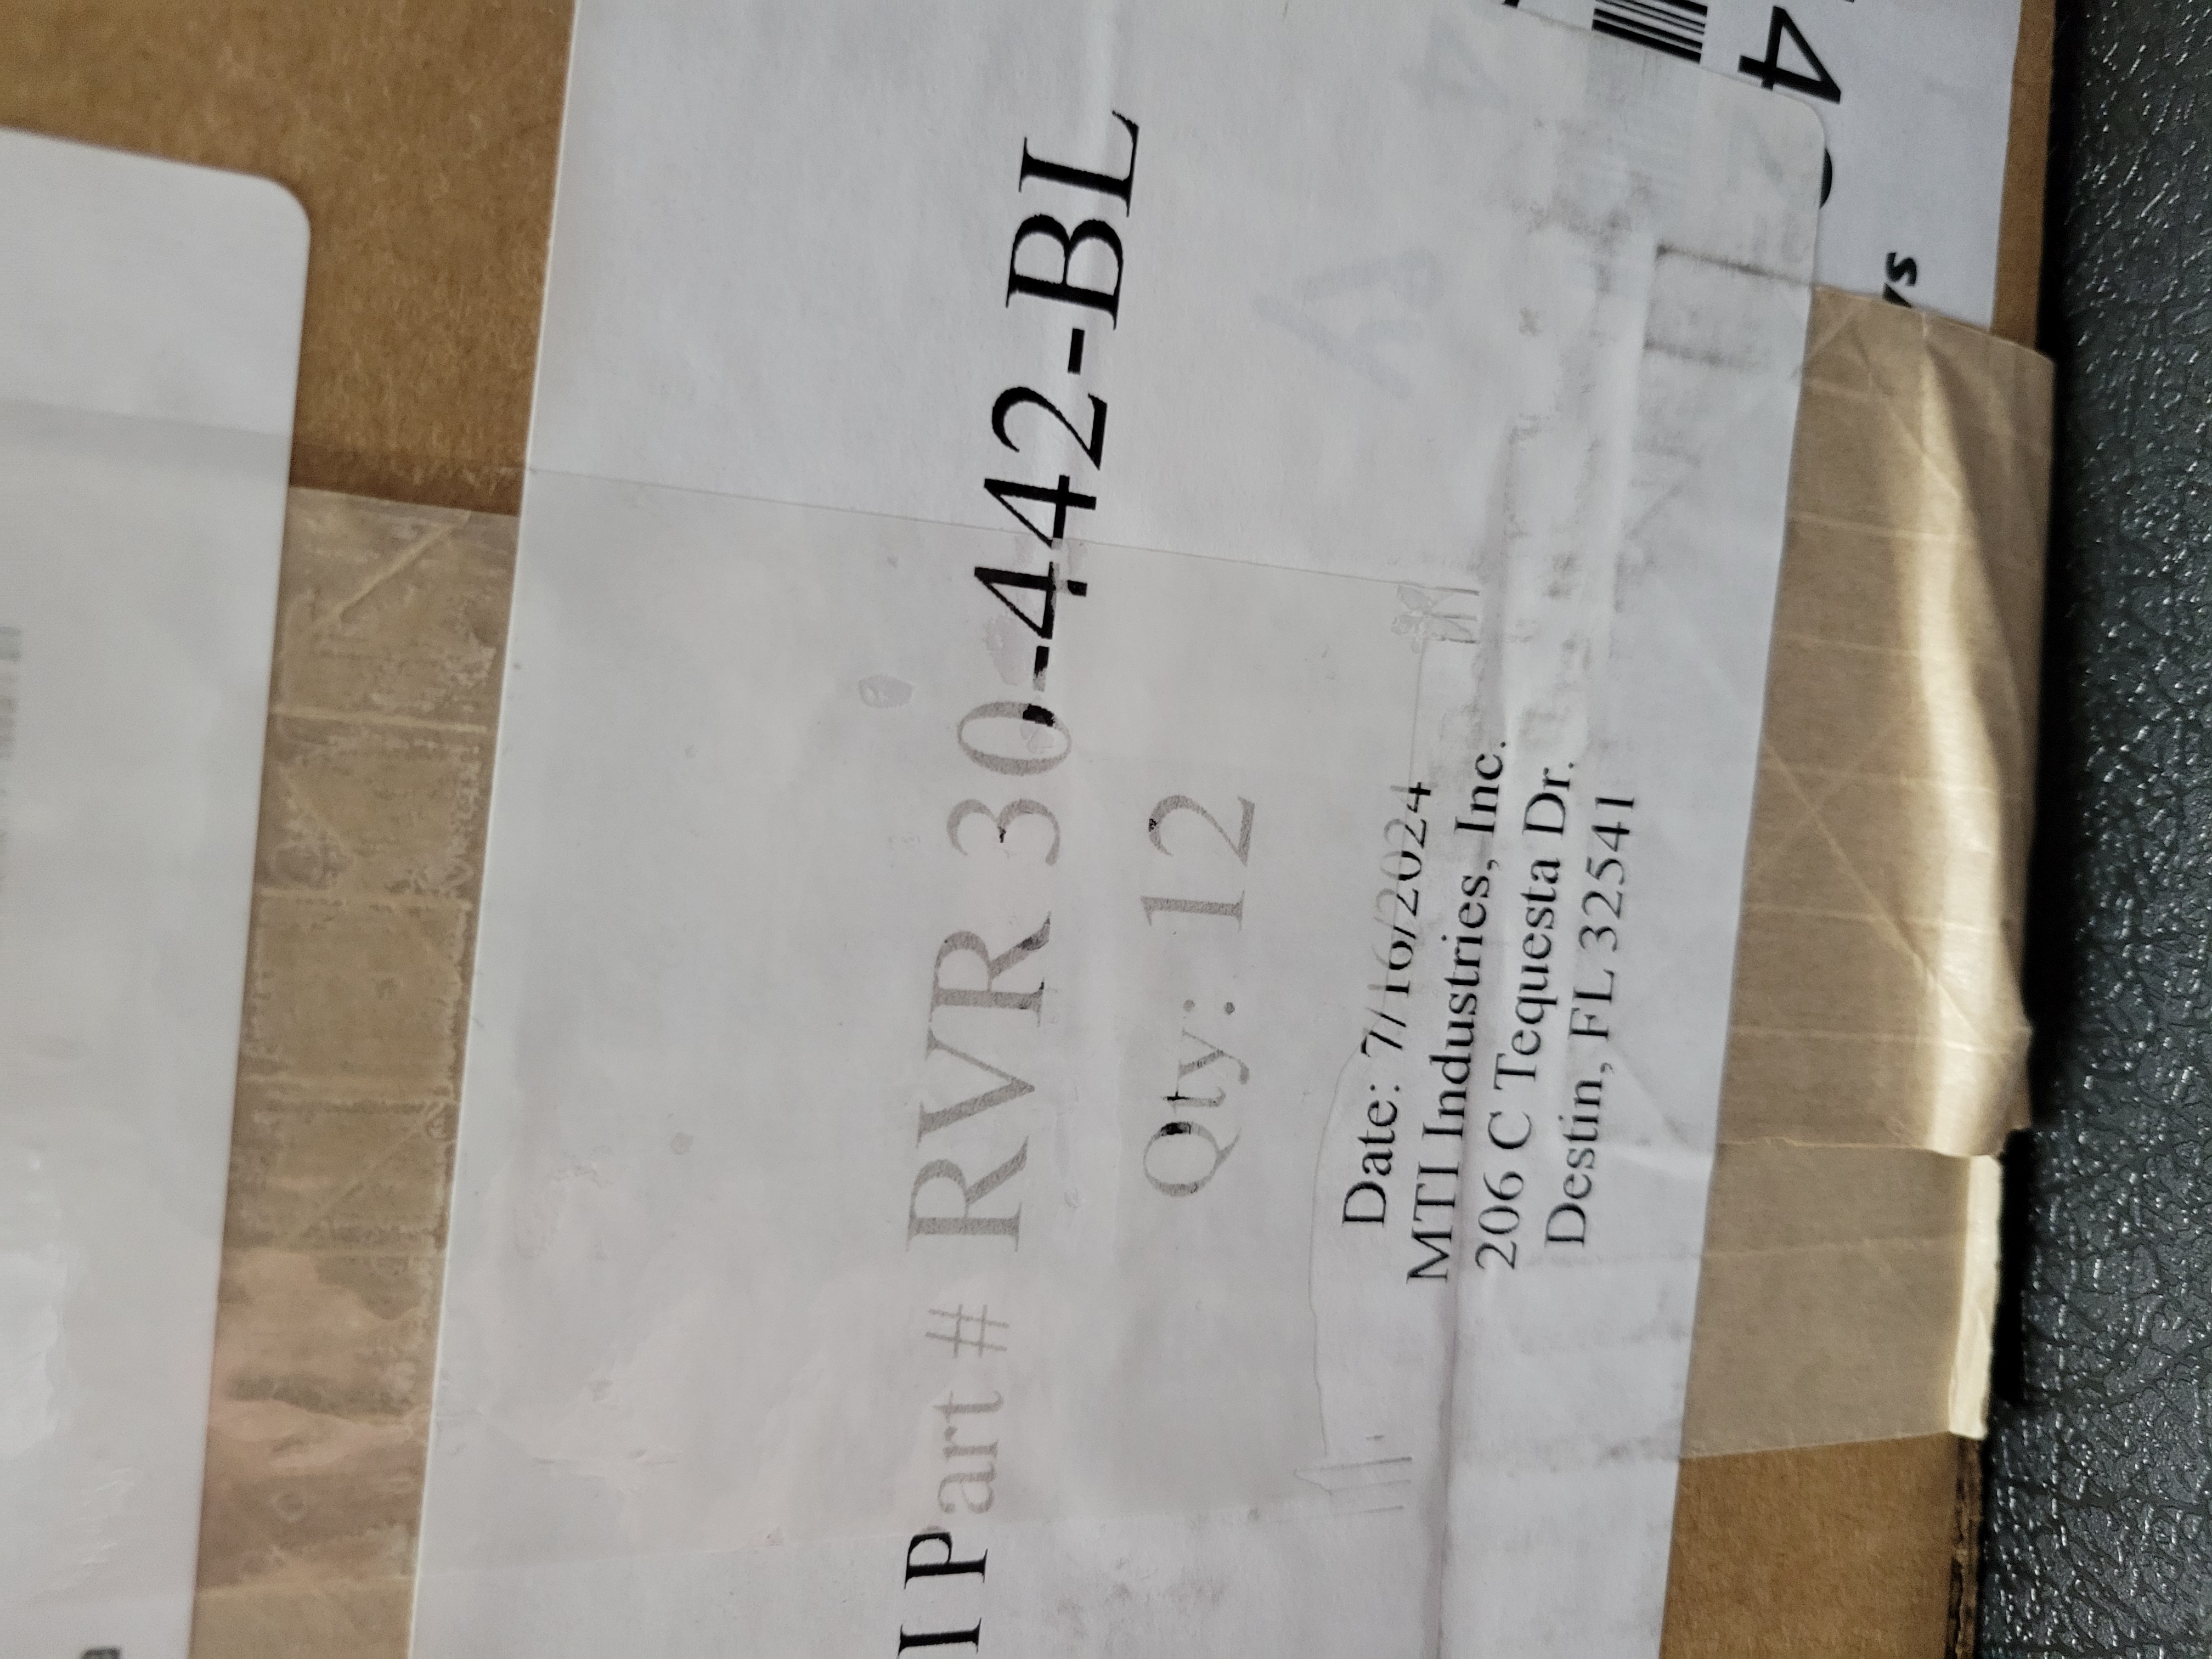 I Part # RVR 30-442-BL
Qty: 12
Date: 7/16/2024
MTI Industries, Inc.
206 C Tequesta Dr.
Destin, FL 32541
4